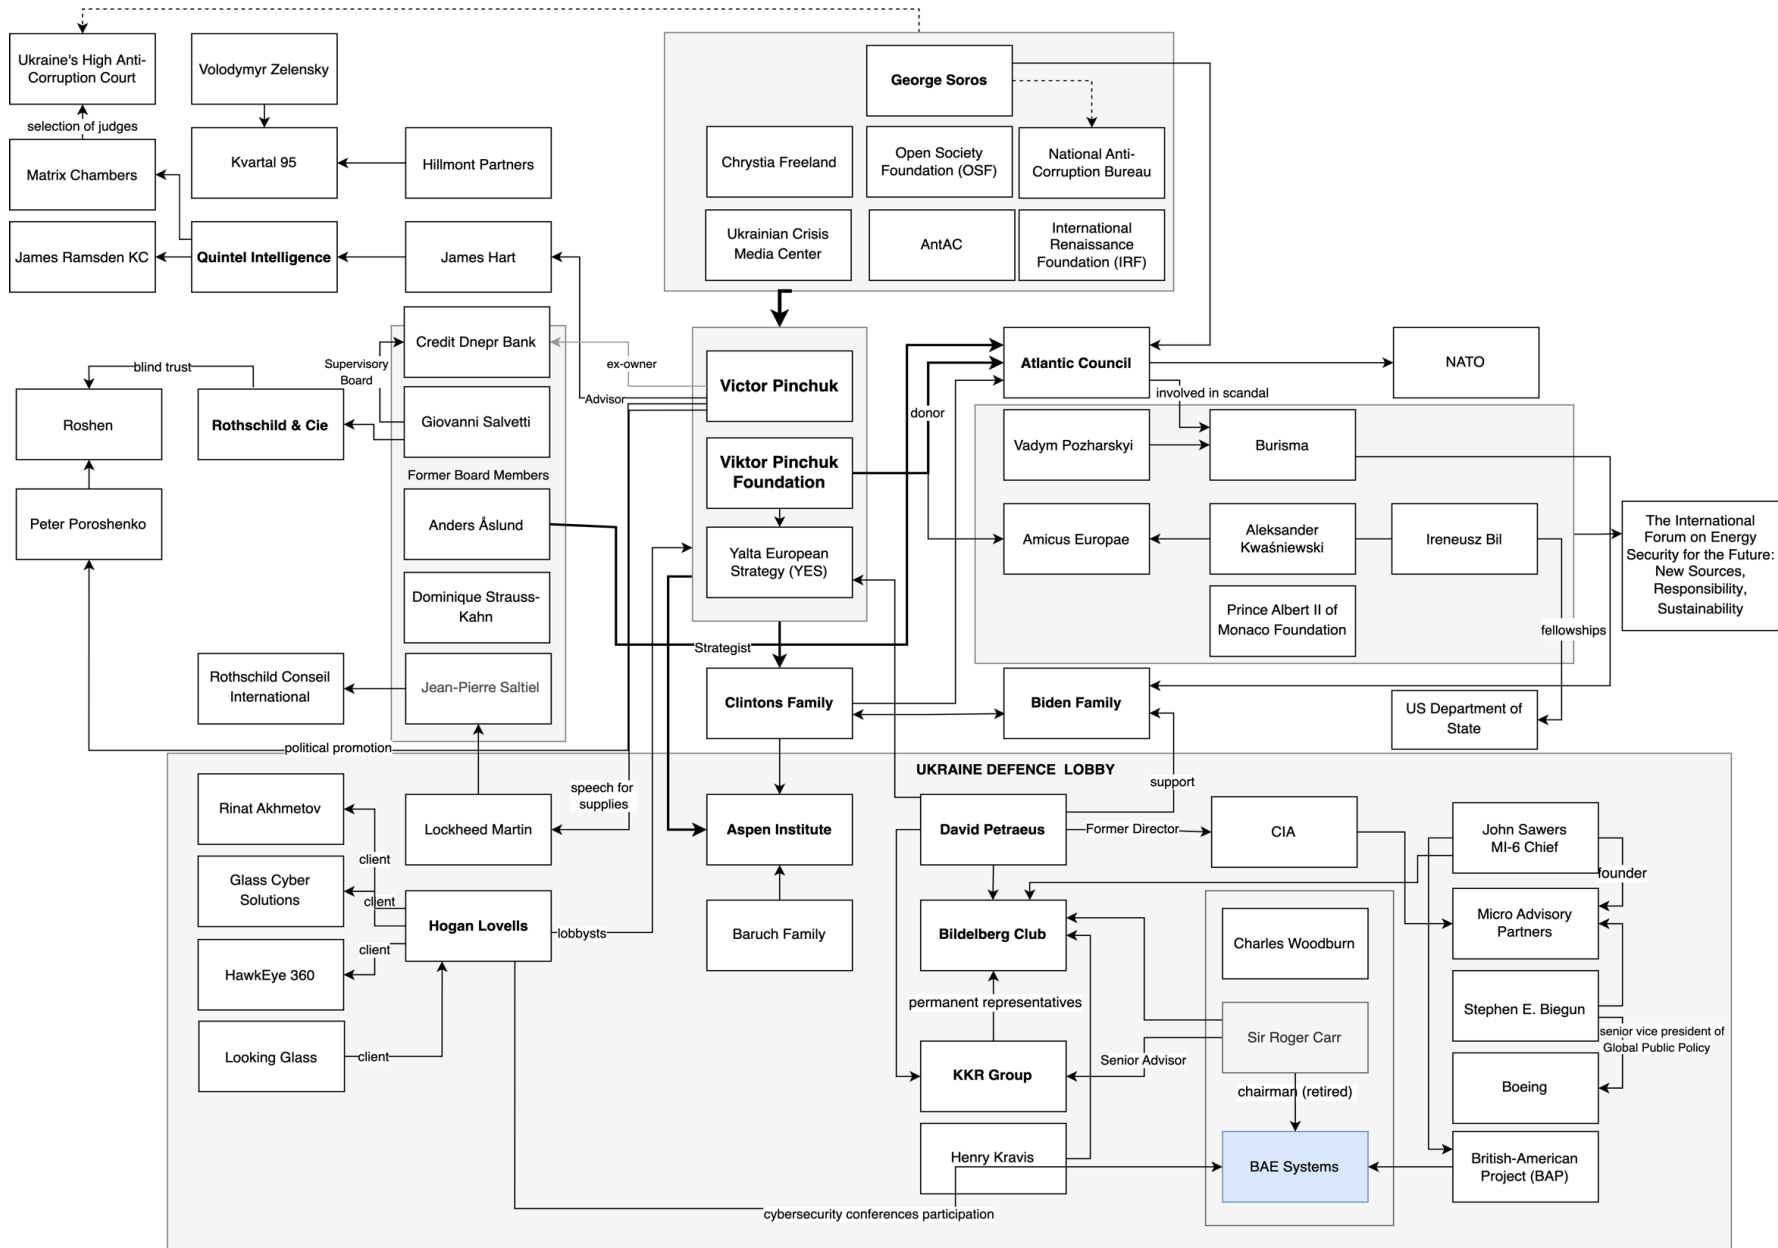 Ukraine's High Anti-
Corruption Court
Volodymyr Zelensky
George Soros
selection of judges
Matrix Chambers
Kvartal 95
Hillmont Partners
Chrystia Freeland
Open Society
Foundation (OSF)
National Anti-
Corruption Bureau
James Ramsden KC
Quintel Intelligence
James Hart
Ukrainian Crisis
Media Center
AntAC
International
Renaissance
Foundation (IRF)
Credit Dnepr Bank
Supervisory
Board
ex-owner
Advisor
Victor Pinchuk
Atlantic Council
NATO
involved in scandal
donor
blind trust
Roshen
Rothschild & Cie
Giovanni Salvetti
Former Board Members
Viktor Pinchuk
Foundation
Vadym Pozharskyi
Burisma
Peter Poroshenko
Anders Åslund
Yalta European
Strategy (YES)
Amicus Europae
Aleksander
Kwaśniewski
Ireneusz Bil
The International
Forum on Energy
Security for the Future:
New Sources,
Responsibility,
Sustainability
Dominique Strauss-
Kahn
Prince Albert II of
Monaco Foundation
fellowships
Strategist
Rothschild Conseil
International
Jean-Pierre Saltiel
Clintons Family
Biden Family
US Department of
State
political promotion
UKRAINE DEFENCE LOBBY
support
speech for
supplies
Rinat Akhmetov
Lockheed Martin
Aspen Institute
David Petraeus
Former Director
CIA
John Sawers
MI-6 Chief
founder
client
Glass Cyber
Solutions
client
Hogan Lovells
lobbysts
Baruch Family
Bildelberg Club
Charles Woodburn
Micro Advisory
Partners
client
HawkEye 360
permanent representatives
Stephen E. Biegun
senior vice president of
Global Public Policy
Looking Glass
client
Sir Roger Carr
Senior Advisor
KKR Group
chairman (retired)
Boeing
Henry Kravis
BAE Systems
British-American
Project (BAP)
cybersecurity conferences participation